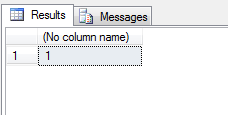 Results Messages
(No column name)
1 1